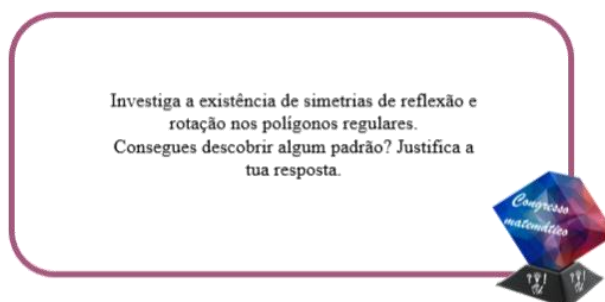 Investiga a existência de simetrias de reflexão e
rotação nos polígonos regulares.
Consegues descobrir algum padrão? Justifica a
tua resposta.
Congresso
matemático